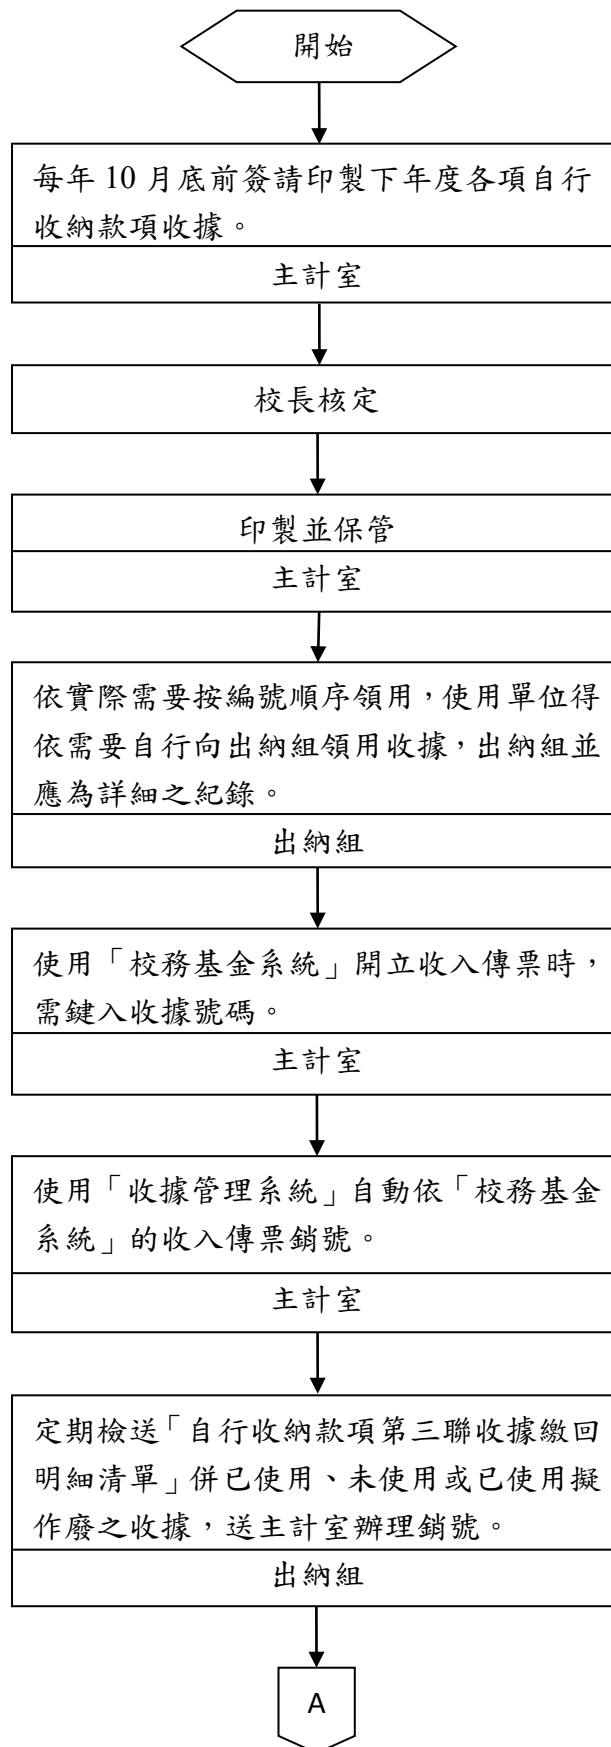 開始
每年 10 月底前簽請印製下年度各項自行
收納款項收據。
主計室
校長核定
印製並保管
主計室
依實際需要按編號順序領用，使用單位得
依需要自行向出納組領用收據，出納組並
應為詳細之紀錄。
出納組
使用「校務基金系統」開立收入傳票時，
需鍵入收據號碼。
主計室
使用「收據管理系統」自動依「校務基金
系統」的收入傳票銷號。
主計室
定期檢送「自行收納款項第三聯收據繳回
明細清單」併已使用、未使用或已使用擬
作廢之收據，送主計室辦理銷號。
出納組
A